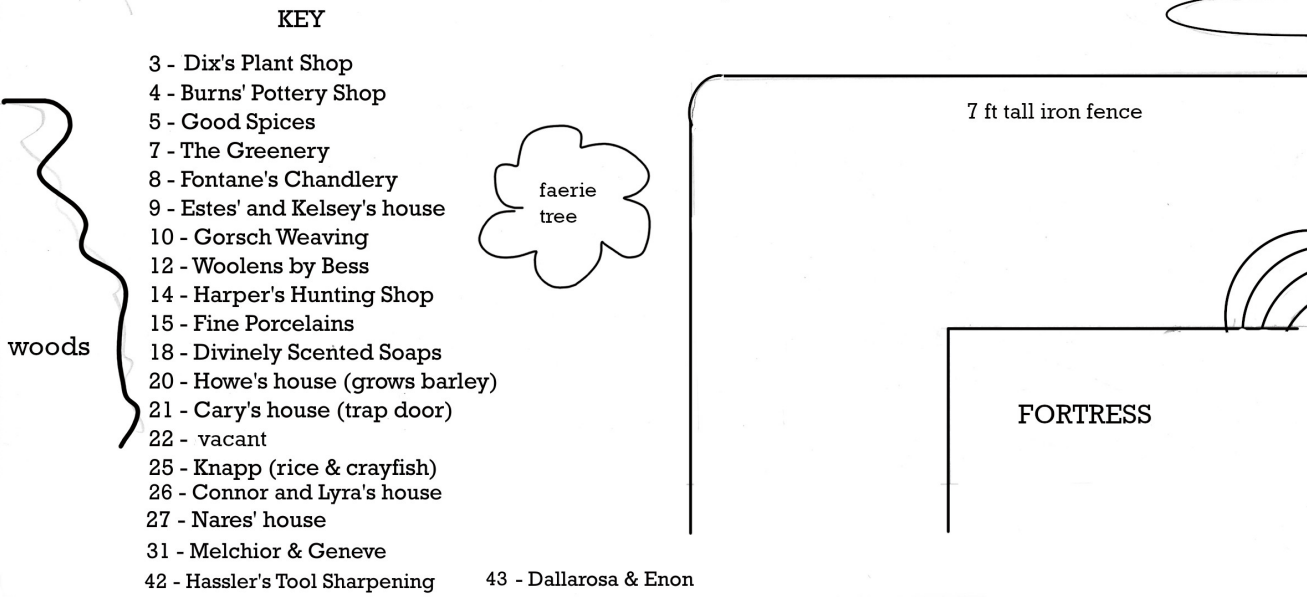 KEY
3 - Dix's Plant Shop
4 - Burns' Pottery Shop
5 - Good Spices
7 - The Greenery
8 - Fontane's Chandlery
9 - Estes' and Kelsey's house
10 - Gorsch Weaving
12 - Woolens by Bess
14 - Harper's Hunting Shop
15 - Fine Porcelains
18 - Divinely Scented Soaps
20 - Howe's house (grows barley)
21 - Cary's house (trap door)
22 - vacant
25 - Knapp (rice & crayfish)
26 - Connor and Lyra's house
27 - Nares' house
31 - Melchior & Geneve
42 - Hassler's Tool Sharpening
43 - Dallarosa & Enon
woods
faerie
tree
7 ft tall iron fence
FORTRESS